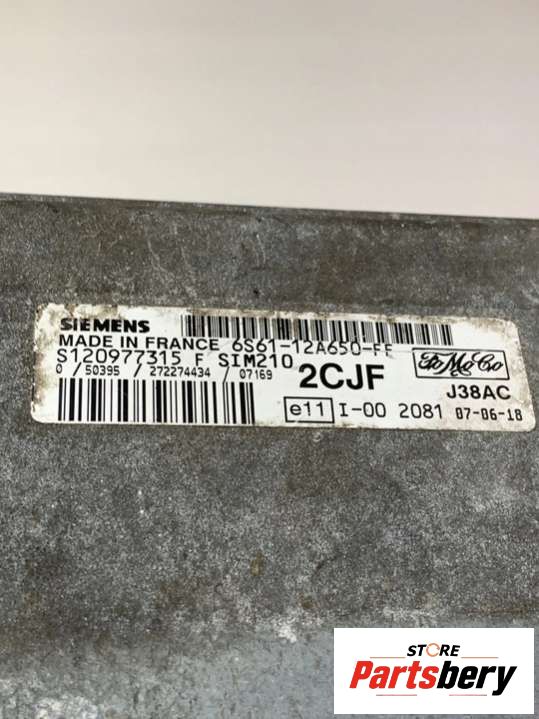 SIEMENS
MADE IN FRANCE 6S61-12A650-FF
S120977315 F SIM210
0 / 50395 / 272274434 / 07169
2CJF
FoMoCo
J38AC
e11 I-00 2081 07-06-18
STORE
Partsbery